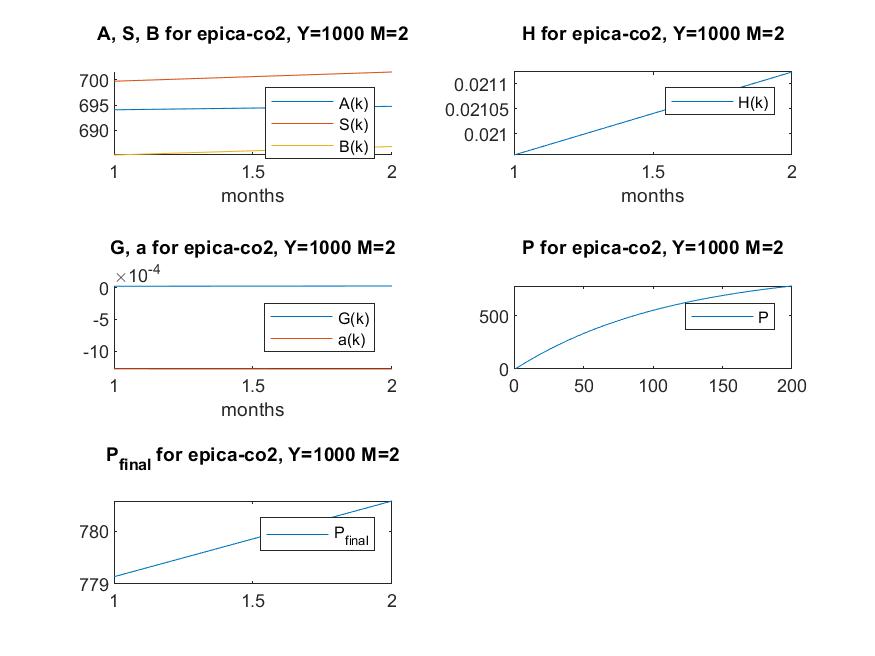 A, S, B for epica-co2, Y=1000 M=2
700
695
690
A(k)
S(k)
B(k)
1 1.5 2
months
H for epica-co2, Y=1000 M=2
0.0211
0.02105
0.021
H(k)
1 1.5 2
months
G, a for epica-co2, Y=1000 M=2
×10-4
0
-5
-10
G(k)
a(k)
1 1.5 2
months
P for epica-co2, Y=1000 M=2
500
0
P
0 50 100 150 200
Pfinal for epica-co2, Y=1000 M=2
780
779
Pfinal
1 1.5 2